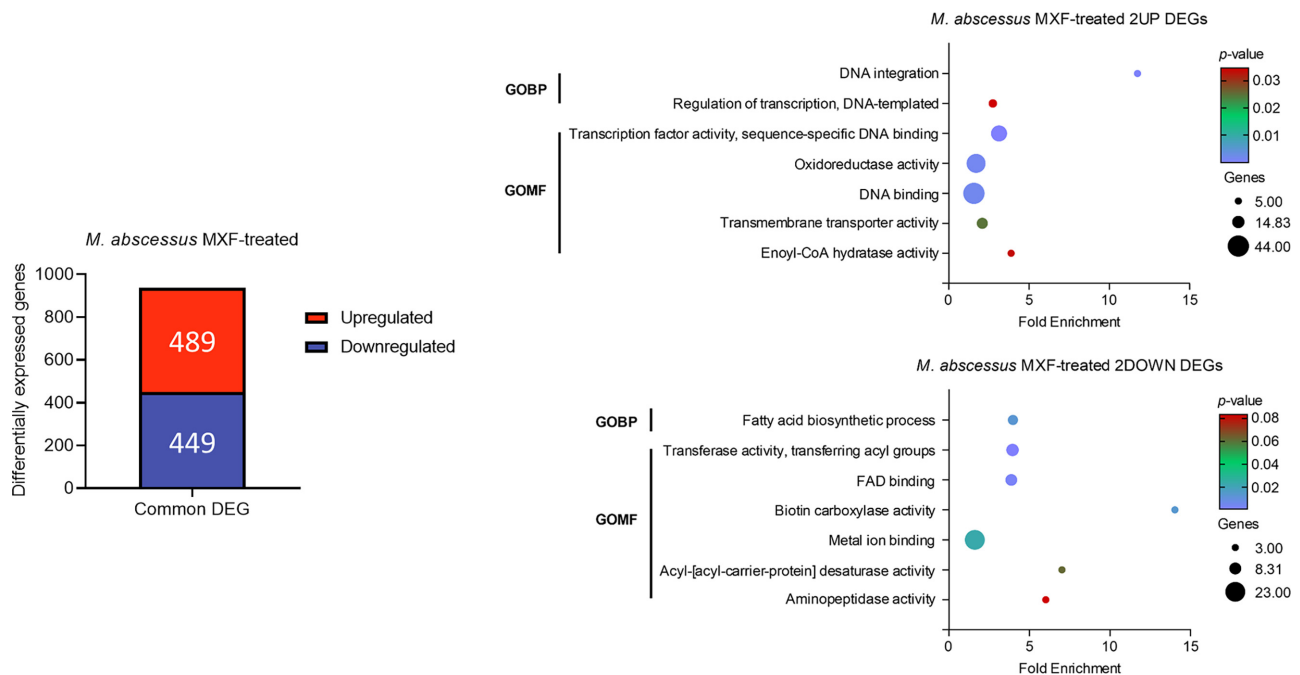 M. abscessus MXF-treated
Differentially expressed genes
1000
800
600
400
200
0
489
449
Common DEG
Upregulated
Downregulated
M. abscessus MXF-treated 2UP DEGs
GOBP
DNA integration
Regulation of transcription, DNA-templated
GOMF
Transcription factor activity, sequence-specific DNA binding
Oxidoreductase activity
DNA binding
Transmembrane transporter activity
Enoyl-CoA hydratase activity
0 5 10 15
Fold Enrichment
p-value
0.03
0.02
0.01
Genes
5.00
14.83
44.00
M. abscessus MXF-treated 2DOWN DEGs
GOBP
Fatty acid biosynthetic process
GOMF
Transferase activity, transferring acyl groups
FAD binding
Biotin carboxylase activity
Metal ion binding
Acyl-[acyl-carrier-protein] desaturase activity
Aminopeptidase activity
0 5 10 15
Fold Enrichment
p-value
0.08
0.06
0.04
0.02
Genes
3.00
8.31
23.00